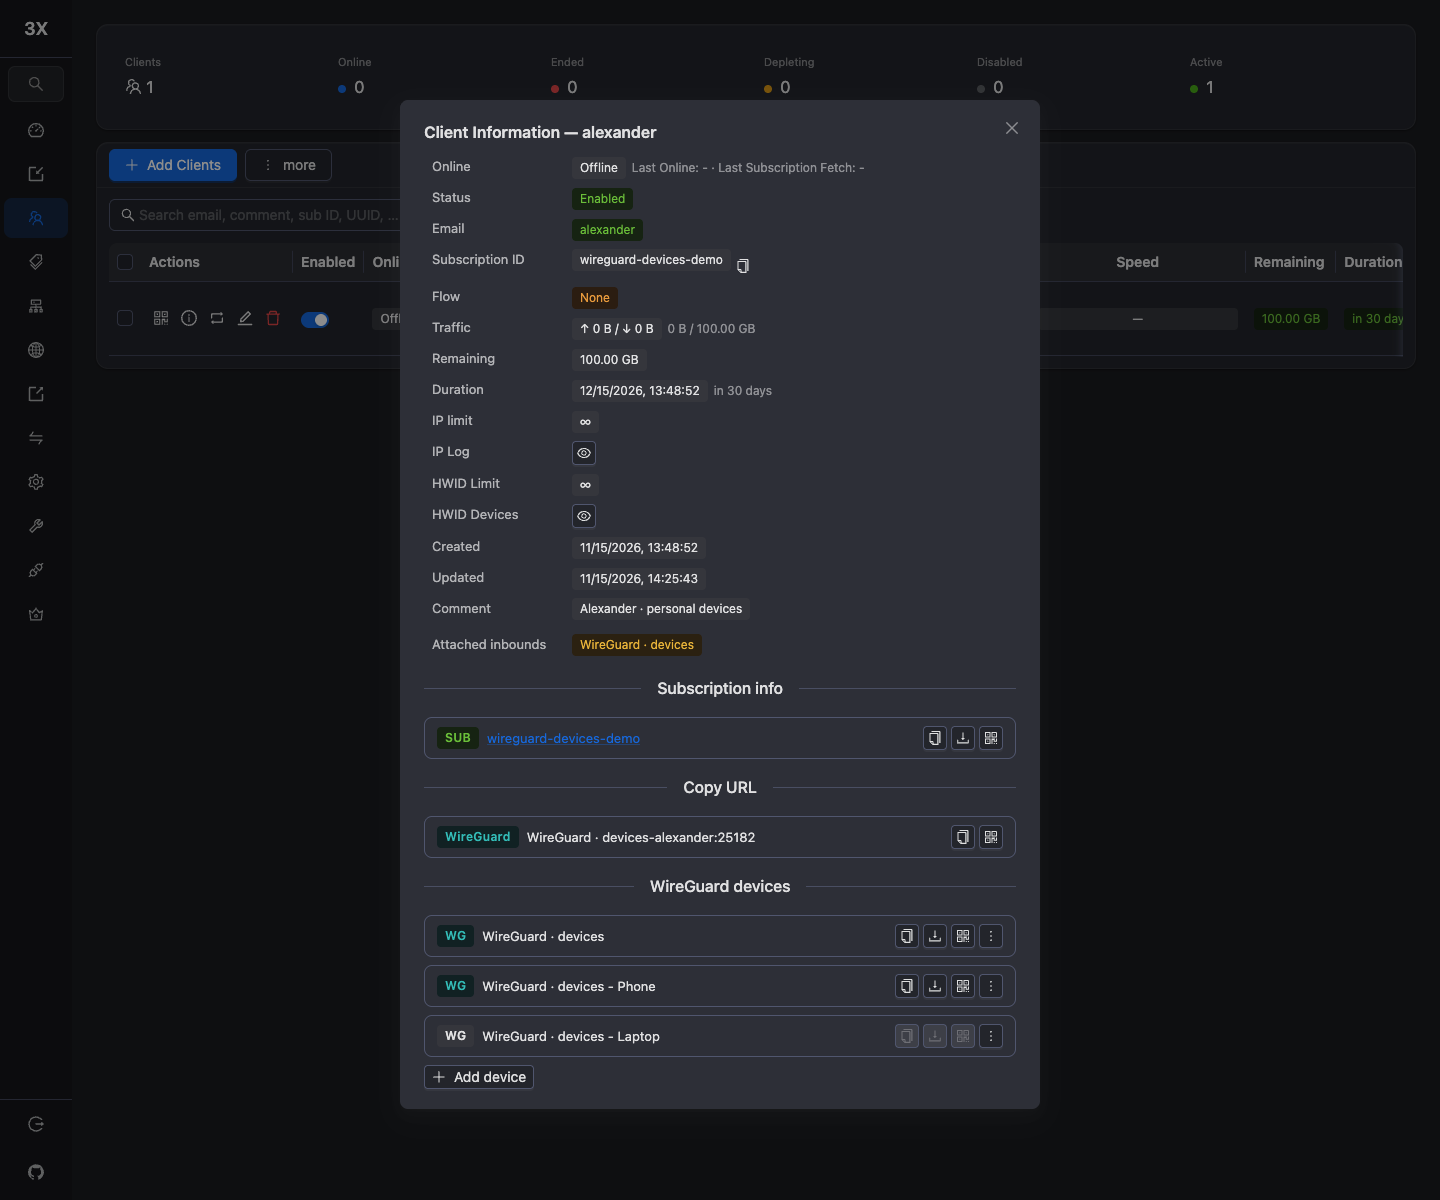 3X
Clients
Online
Ended
Depleting
Disabled
Active
1
0
0
0
0
1
Add Clients
more
Search email, comment, sub ID, UUID, ...
Actions
Enabled
Onli
Speed
Remaining
Duration
Offl
—
100.00 GB
in 30 day
Client Information — alexander
Online
Offline
Last Online: - · Last Subscription Fetch: -
Status
Enabled
Email
alexander
Subscription ID
wireguard-devices-demo
Flow
None
Traffic
↑ 0 B / ↓ 0 B
0 B / 100.00 GB
Remaining
100.00 GB
Duration
12/15/2026, 13:48:52
in 30 days
IP limit
∞
IP Log
HWID Limit
∞
HWID Devices
Created
11/15/2026, 13:48:52
Updated
11/15/2026, 14:25:43
Comment
Alexander · personal devices
Attached inbounds
WireGuard · devices
Subscription info
SUB
wireguard-devices-demo
Copy URL
WireGuard
WireGuard · devices-alexander:25182
WireGuard devices
WG
WireGuard · devices
WG
WireGuard · devices - Phone
WG
WireGuard · devices - Laptop
Add device